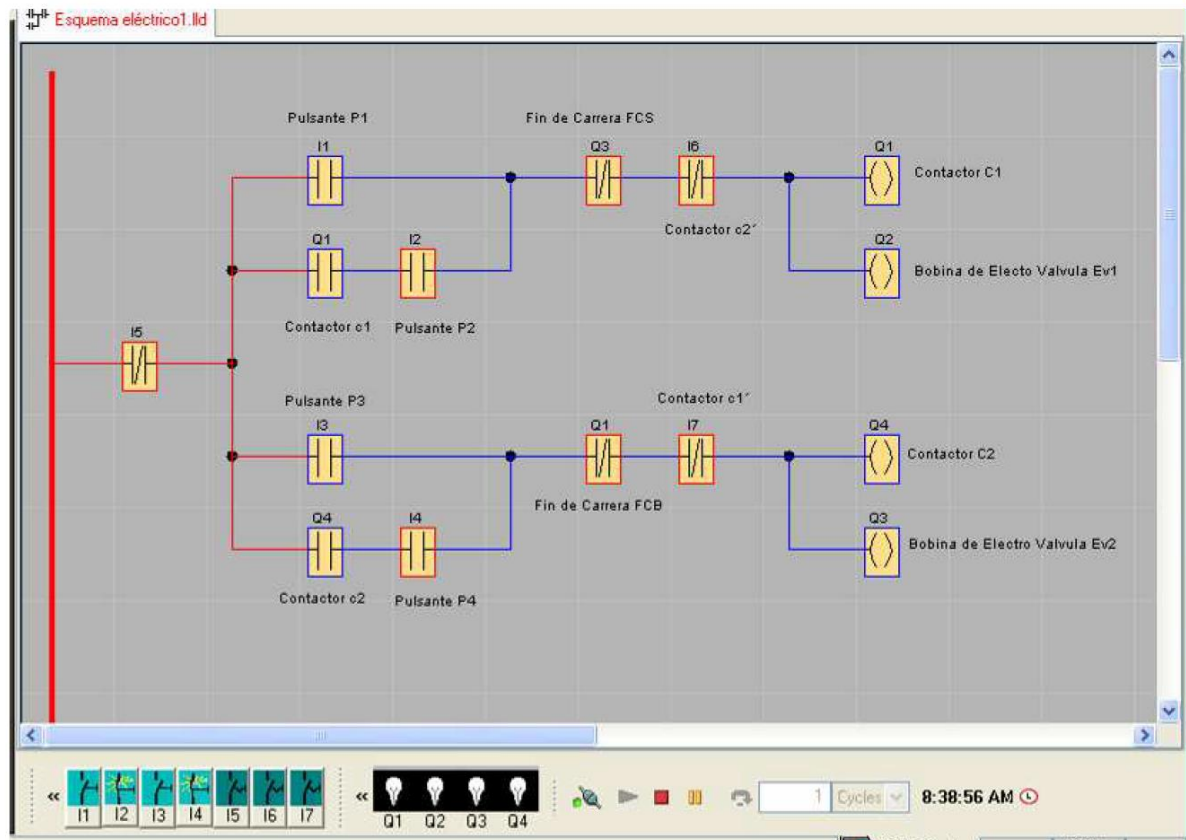 Esquema eléctrico1.lld
Pulsante P1
Fin de Carrera FCS
I1
Q3
I6
Q1
Contactor C1
Contactor c2´
Q1
I2
Q2
Bobina de Electo Valvula Ev1
Contactor c1
Pulsante P2
I5
Pulsante P3
Contactor c1´
I3
Q1
I7
Q4
Contactor C2
Fin de Carrera FCB
Q4
I4
Q3
Bobina de Electro Valvula Ev2
Contactor c2
Pulsante P4
I1 I2 I3 I4 I5 I6 I7
Q1 Q2 Q3 Q4
1 Cycles
8:38:56 AM